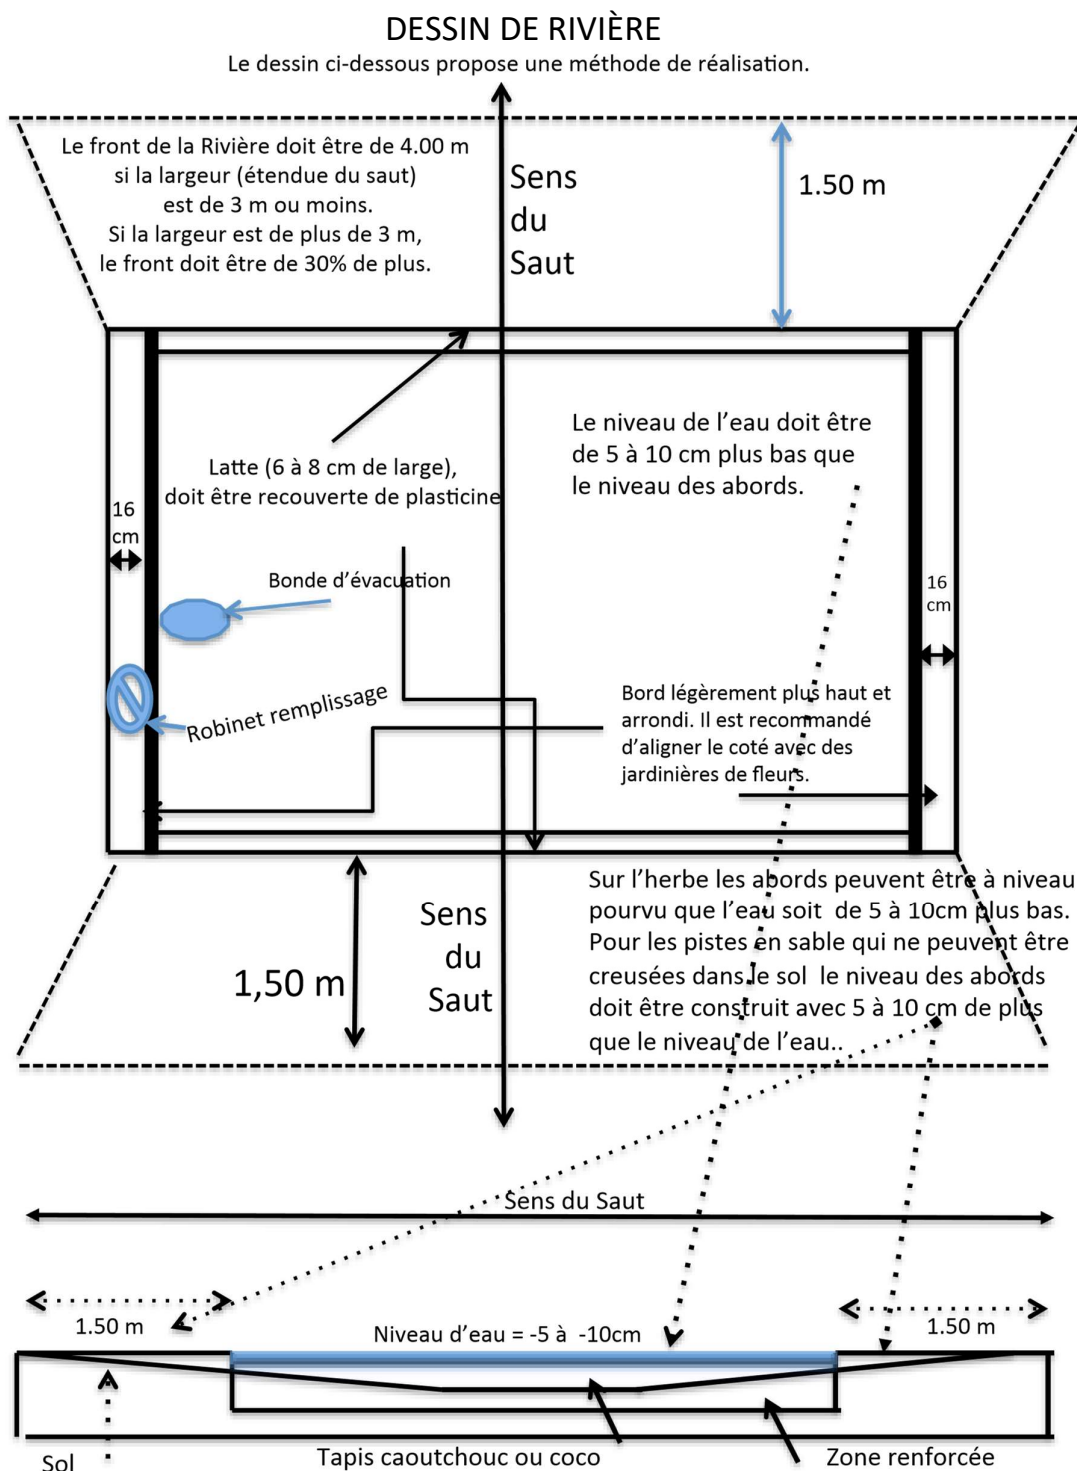 DESSIN DE RIVIÈRE
Le dessin ci-dessous propose une méthode de réalisation.
Le front de la Rivière doit être de 4.00 m
si la largeur (étendue du saut)
est de 3 m ou moins.
Si la largeur est de plus de 3 m,
le front doit être de 30% de plus.
Sens
du
Saut
1.50 m
Le niveau de l'eau doit être
de 5 à 10 cm plus bas que
le niveau des abords.
Latte (6 à 8 cm de large),
doit être recouverte de plasticine
16
cm
Bonde d'évacuation
16
cm
Robinet remplissage
Bord légèrement plus haut et
arrondi. Il est recommandé
d'aligner le coté avec des
jardinières de fleurs.
Sur l'herbe les abords peuvent être à niveau
pourvu que l'eau soit de 5 à 10cm plus bas.
Pour les pistes en sable qui ne peuvent être
creusées dans le sol le niveau des abords
doit être construit avec 5 à 10 cm de plus
que le niveau de l'eau..
Sens
du
Saut
1,50 m
Sens du Saut
1.50 m
Niveau d'eau = -5 à -10cm
1.50 m
Sol
Tapis caoutchouc ou coco
Zone renforcée